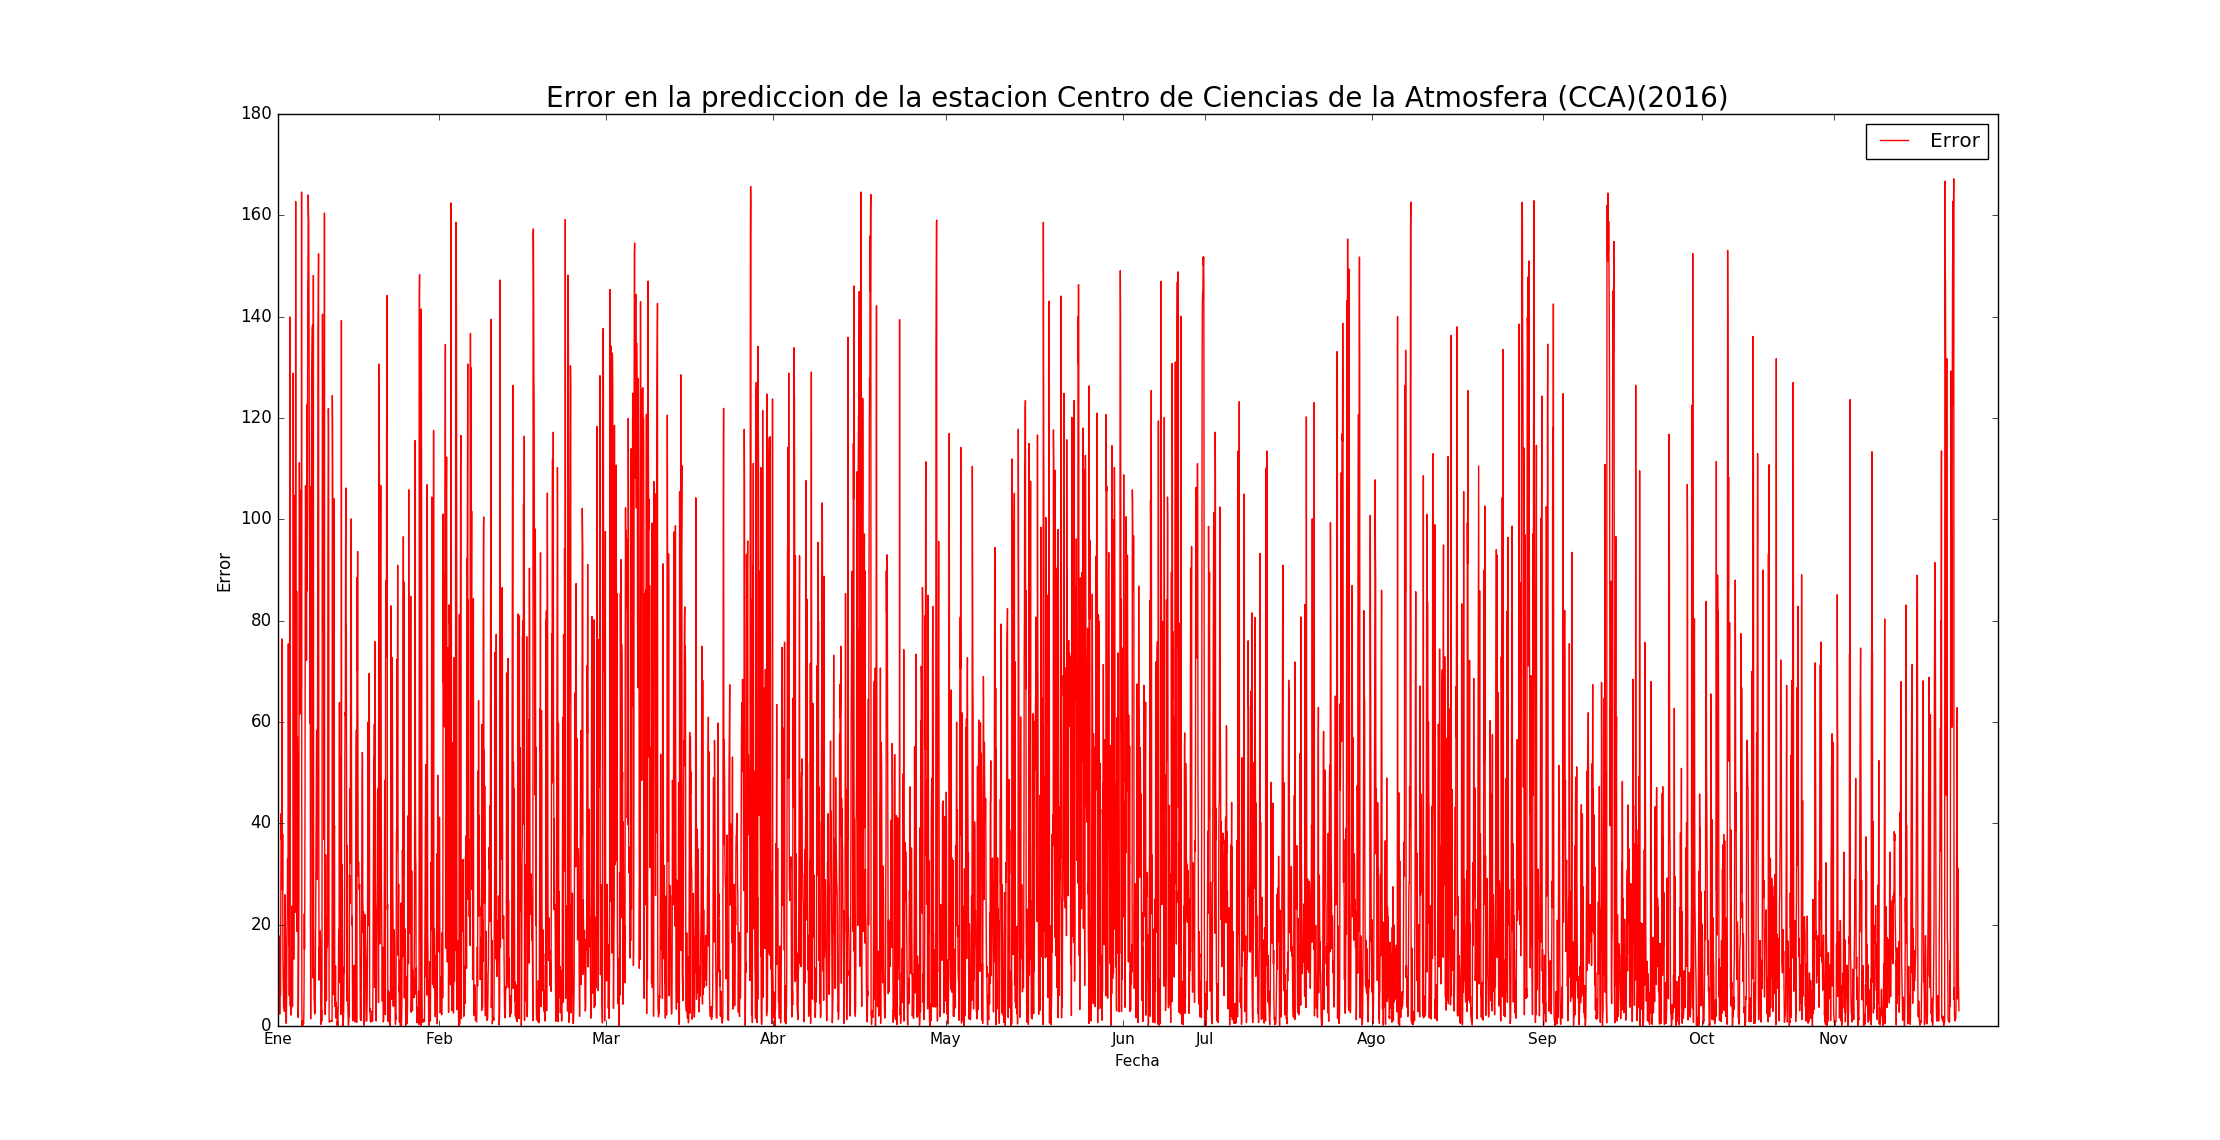 Error en la prediccion de la estacion Centro de Ciencias de la Atmosfera (CCA)(2016)
180
160
140
120
100
80
60
40
20
0
Error
Error
Ene Feb Mar Abr May Jun Jul Ago Sep Oct Nov
Fecha